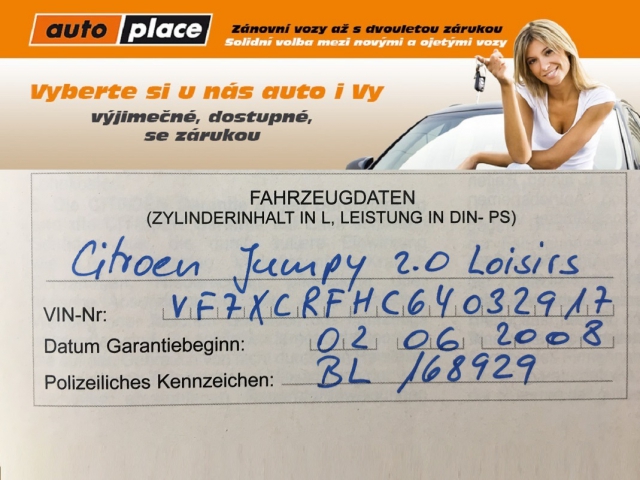 auto place
Zánovní vozy až s dvouletou zárukou
Solidní volba mezi novými a ojetými vozy
Vyberte si u nás auto i Vy
výjimečné, dostupné,
se zárukou
FAHRZEUGDATEN
(ZYLINDERINHALT IN L, LEISTUNG IN DIN- PS)
Citroen Jumpy 2.0 Loisirs
VIN-Nr: VF7XCRFHC64032917
Datum Garantiebeginn: 02 06 2008
Polizeiliches Kennzeichen: BL 168929